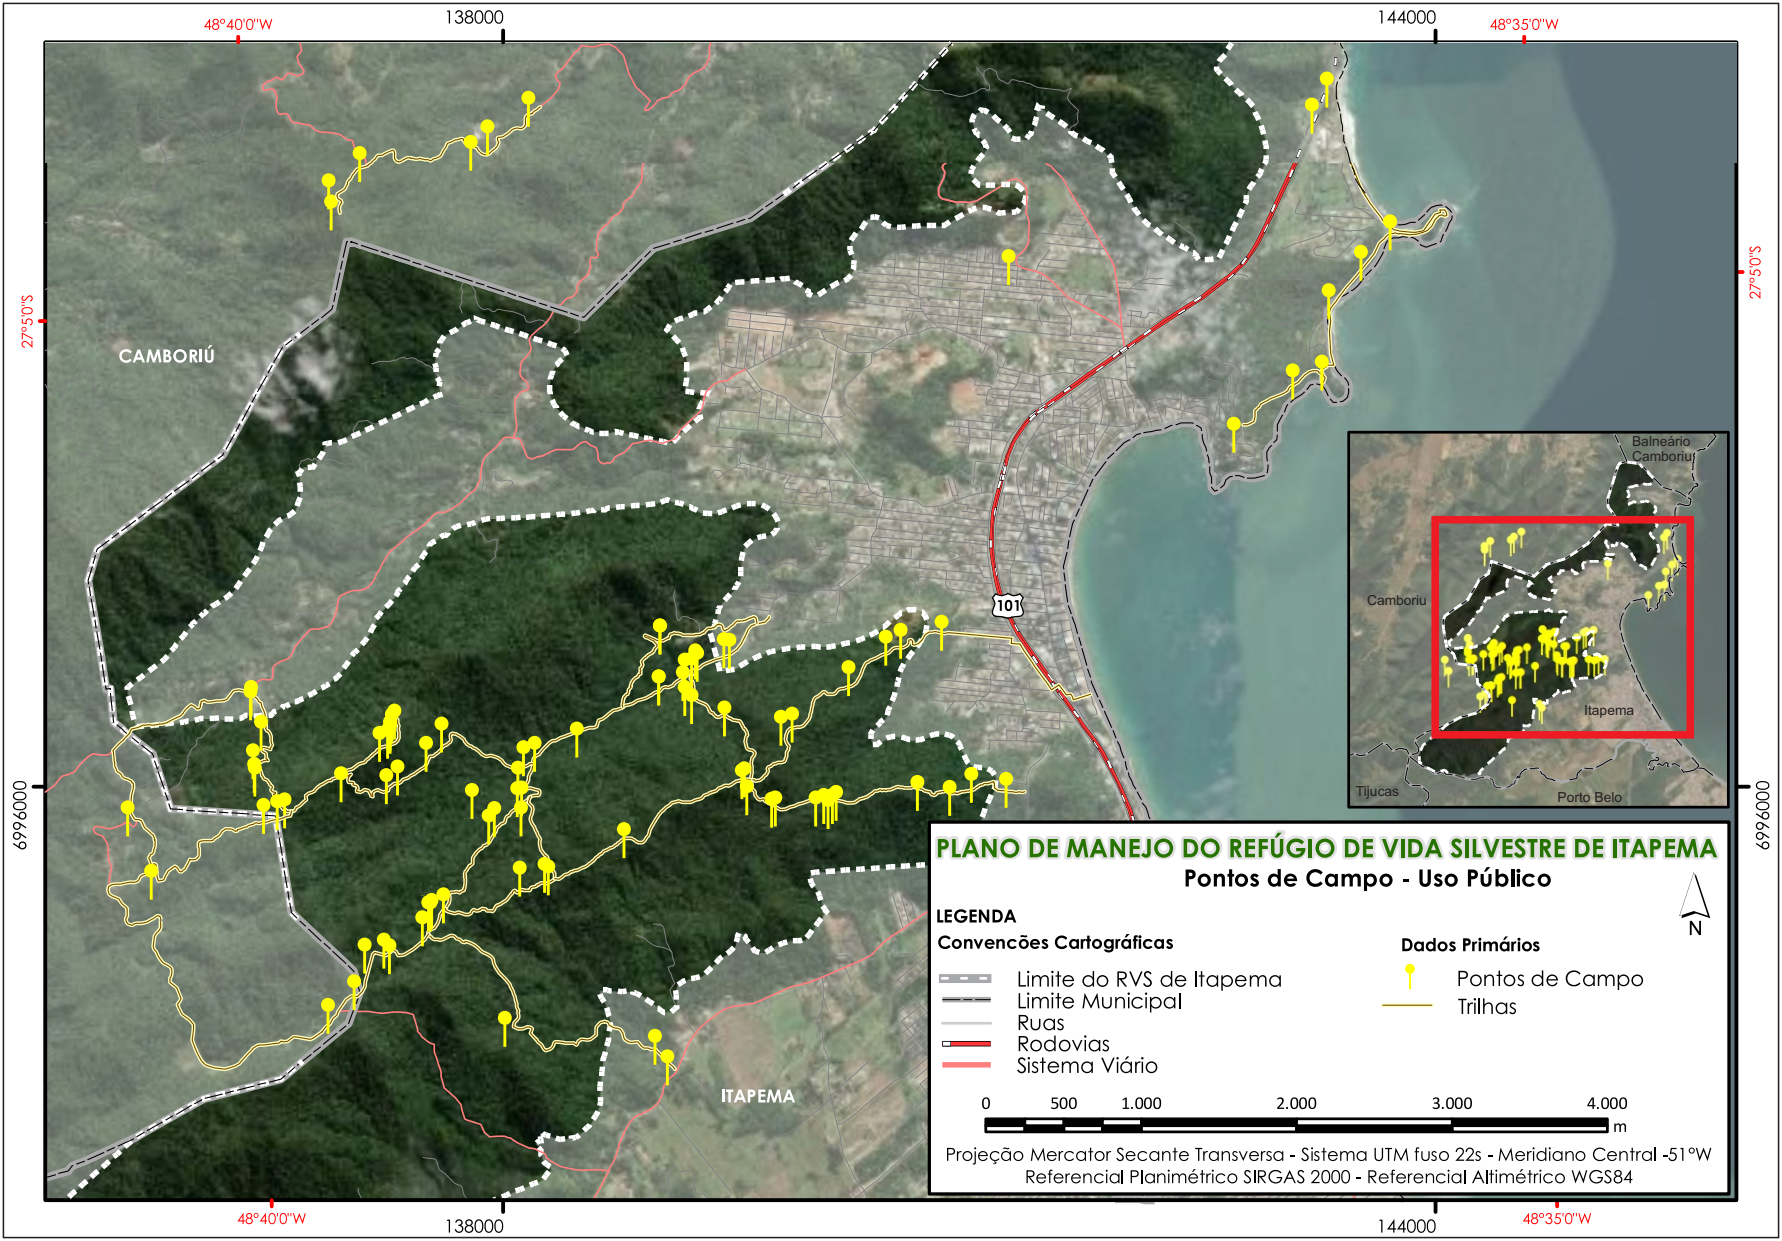 138000
144000
48°40'0"W
48°35'0"W
27°5'0"S
27°5'0"S
CAMBORIÚ
101
Balneário
Camboriu
Camboriu
Itapema
Tijucas
Porto Belo
6996000
6996000
PLANO DE MANEJO DO REFÚGIO DE VIDA SILVESTRE DE ITAPEMA
Pontos de Campo - Uso Público
LEGENDA
Convencões Cartográficas
Limite do RVS de Itapema
Limite Municipal
Ruas
Rodovias
Sistema Viário
Dados Primários
Pontos de Campo
Trilhas
N
ITAPEMA
0 500 1.000 2.000 3.000 4.000
m
Projeção Mercator Secante Transversa - Sistema UTM fuso 22s - Meridiano Central -51°W
Referencial Planimétrico SIRGAS 2000 - Referencial Altimétrico WGS84
48°40'0"W
48°35'0"W
138000
144000